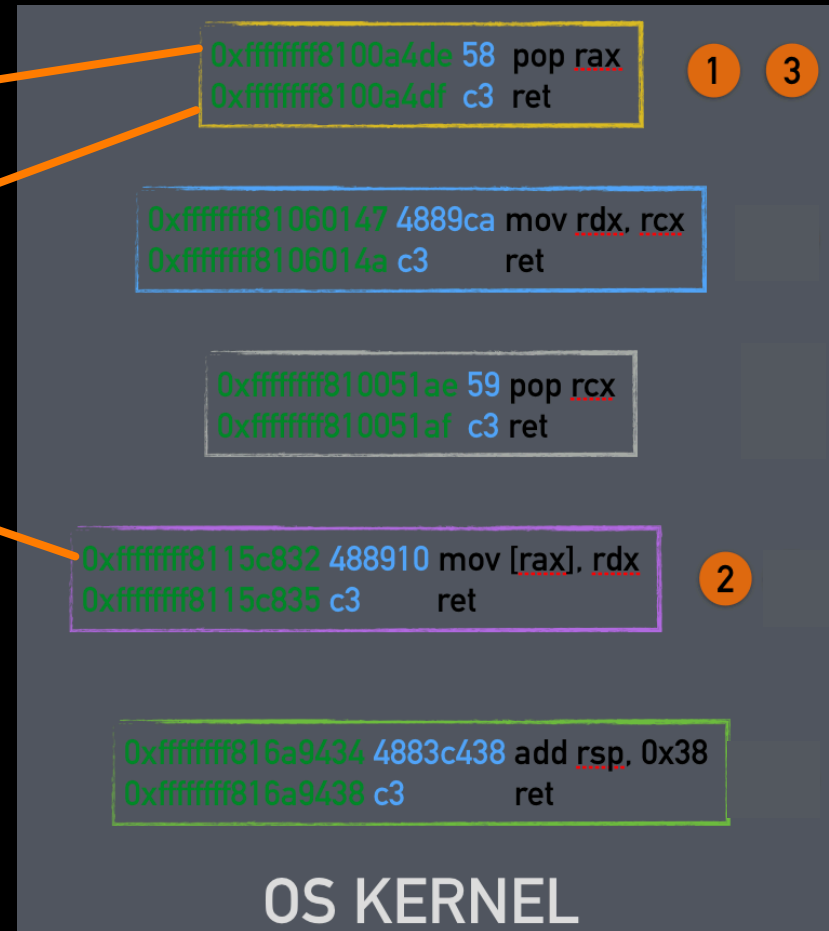 0xffffffff8100a4de 58 pop rax
0xffffffff8100a4df c3 ret
1 3
0xffffffff81060147 4889ca mov rdx, rcx
0xffffffff8106014a c3 ret
0xffffffff810051ae 59 pop rcx
0xffffffff810051af c3 ret
0xffffffff8115c832 488910 mov [rax], rdx
0xffffffff8115c835 c3 ret
2
0xffffffff816a9434 4883c438 add rsp, 0x38
0xffffffff816a9438 c3 ret
OS KERNEL